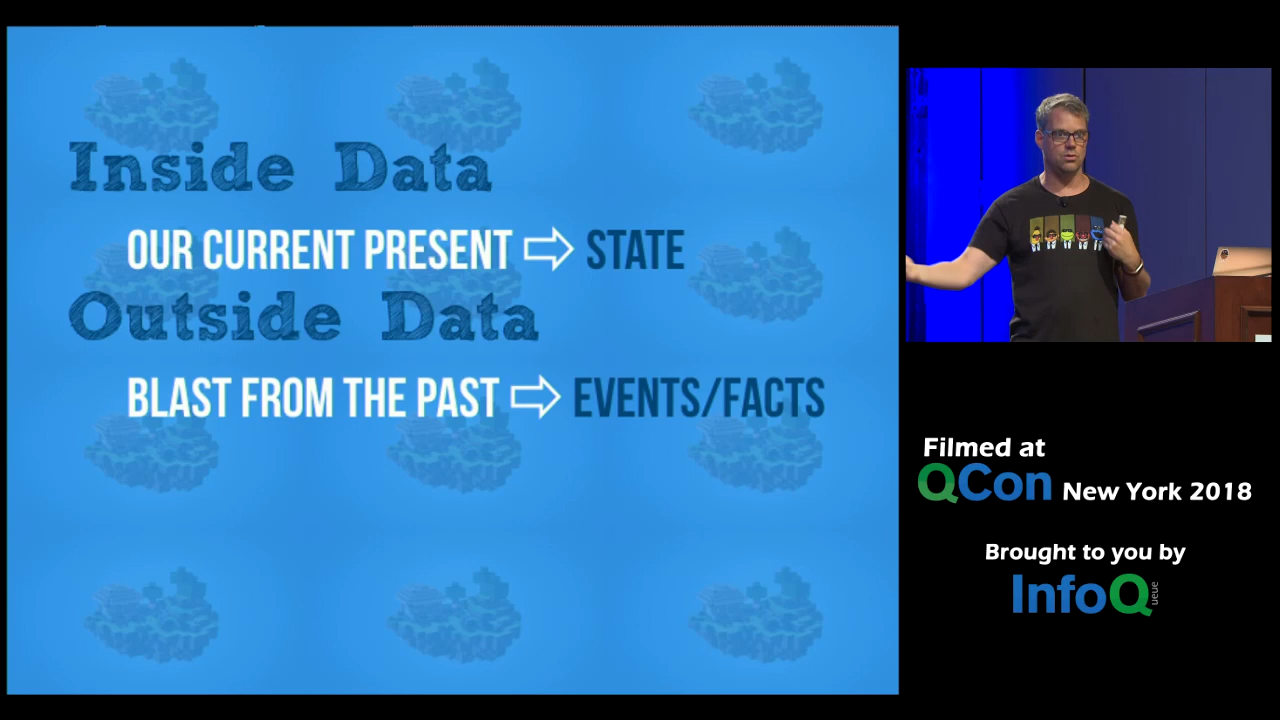 Inside Data
OUR CURRENT PRESENT ⇨ STATE
Outside Data
BLAST FROM THE PAST ⇨ EVENTS/FACTS
Filmed at
QCon New York 2018
Brought to you by
InfoQueue